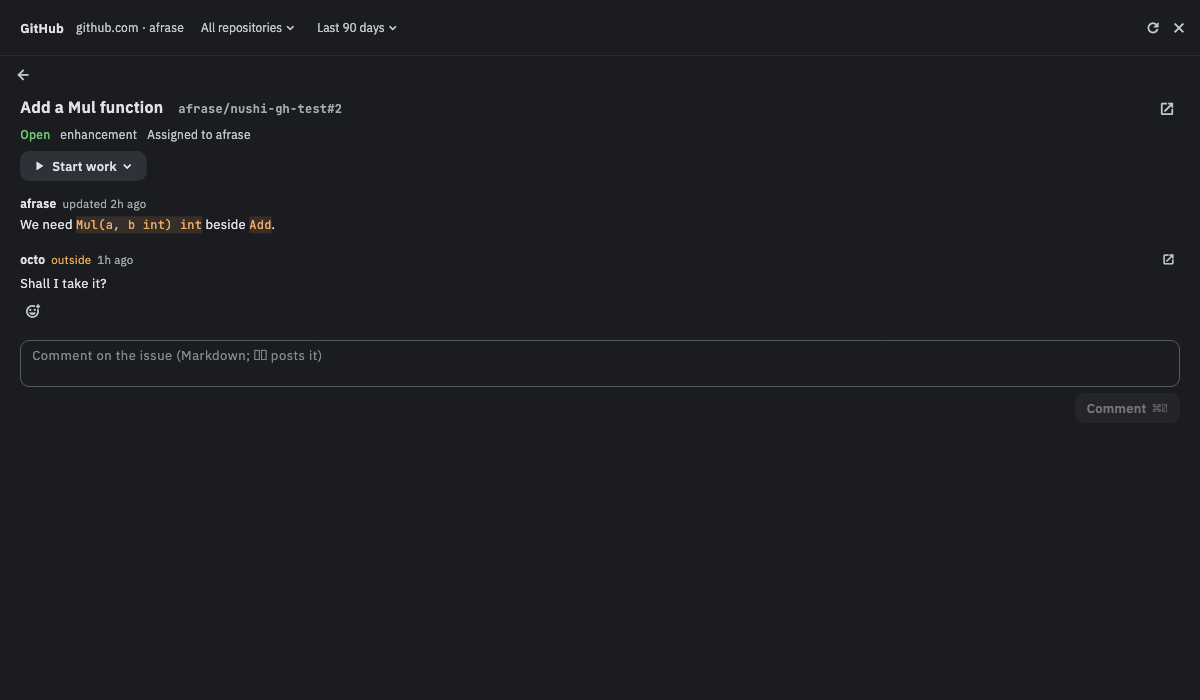 GitHub github.com · afrase All repositories Last 90 days
Add a Mul function afrase/nushi-gh-test#2
Open enhancement Assigned to afrase
Start work
afrase updated 2h ago
We need Mul(a, b int) int beside Add.
octo outside 1h ago
Shall I take it?
Comment on the issue (Markdown; posts it)
Comment ⌘